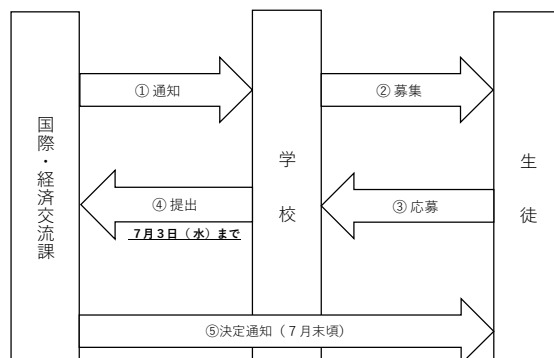 国際・経済交流課
学校
生徒
① 通知
② 募集
③ 応募
④ 提出
７月３日（水）まで
⑤決定通知（７月末頃）